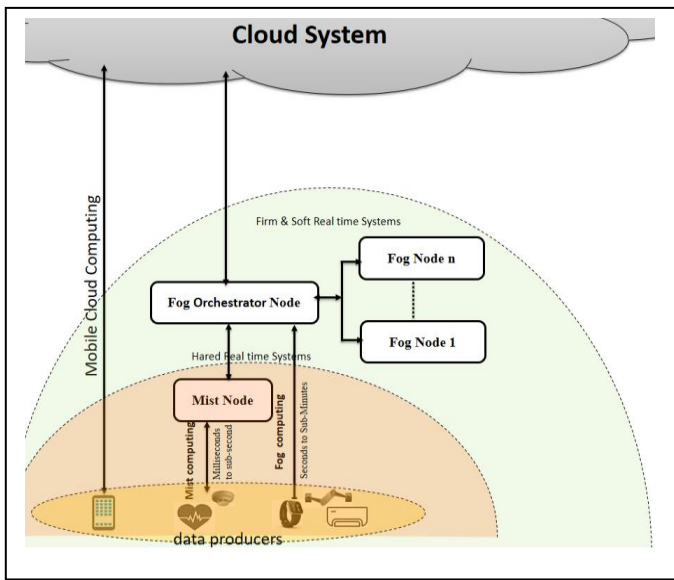 Cloud System
Mobile Cloud Computing
Firm & Soft Real time Systems
Fog Node n
Fog Orchestrator Node
Fog Node 1
Hared Real time Systems
Mist Node
Mist computing
Milliseconds
to sub-second
Fog computing
Seconds to Sub-Minutes
data producers